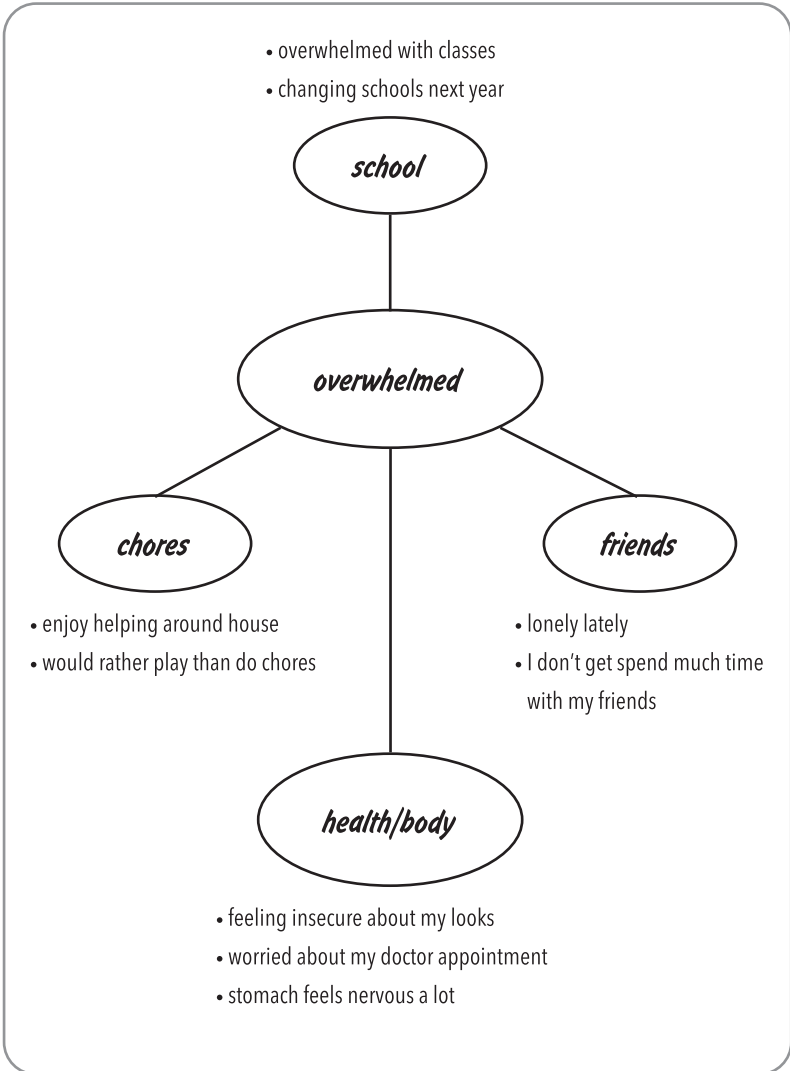 • overwhelmed with classes
• changing schools next year
school
overwhelmed
chores
friends
• enjoy helping around house
• would rather play than do chores
• lonely lately
• I don't get spend much time
with my friends
health/body
• feeling insecure about my looks
• worried about my doctor appointment
• stomach feels nervous a lot